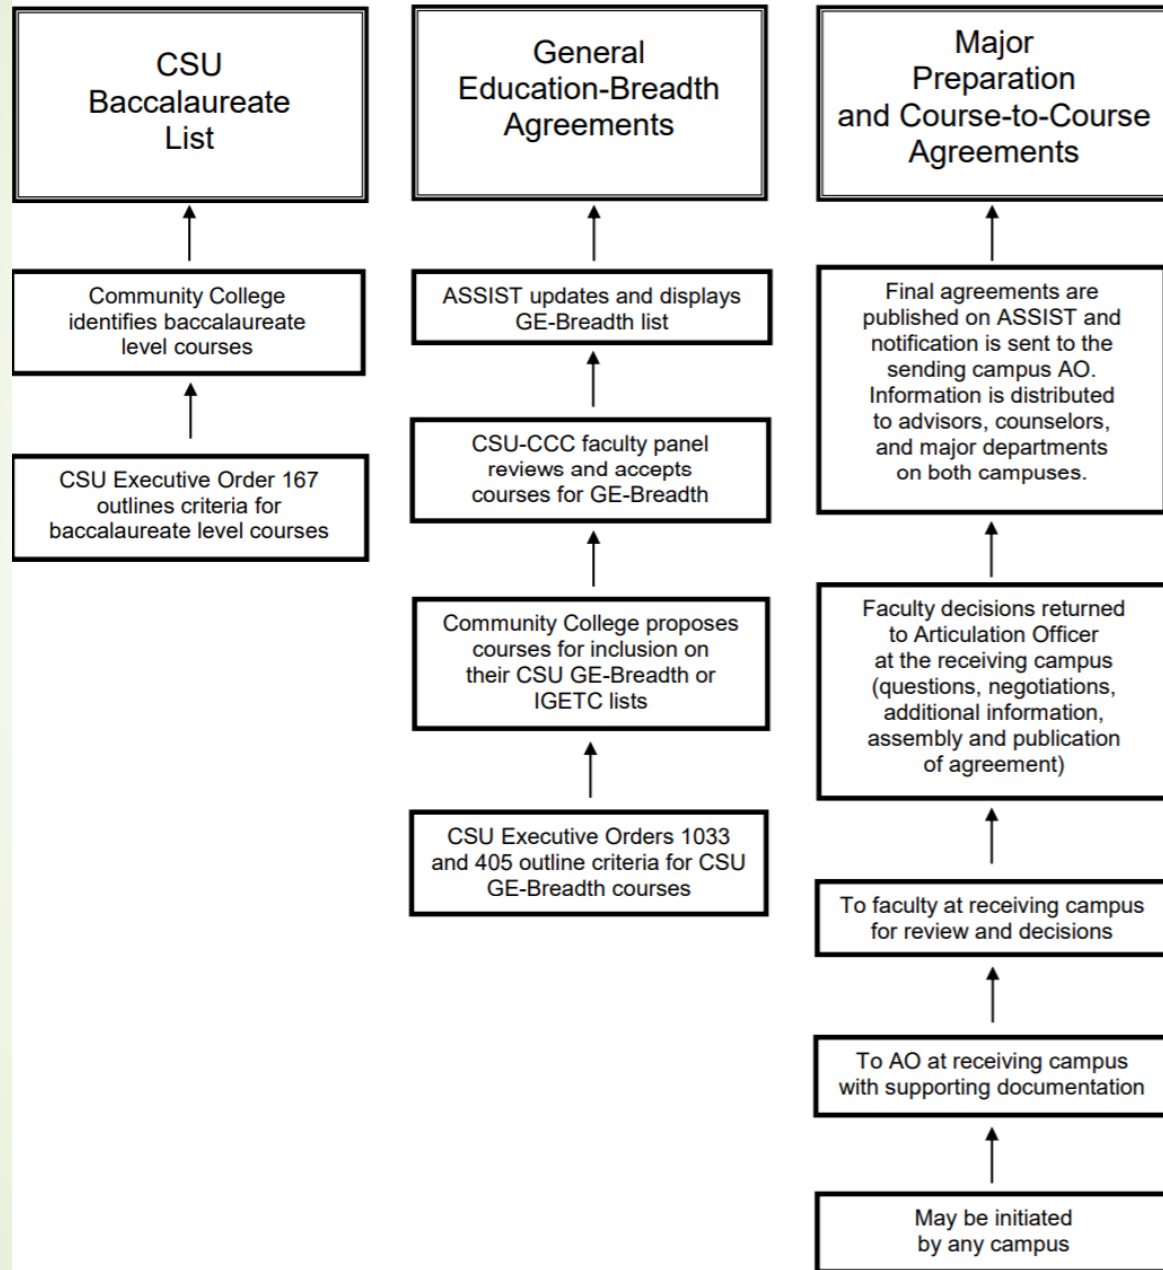 CSU
Baccalaureate
List
Community College
identifies baccalaureate
level courses
CSU Executive Order 167
outlines criteria for
baccalaureate level courses
General
Education-Breadth
Agreements
ASSIST updates and displays
GE-Breadth list
CSU-CCC faculty panel
reviews and accepts
courses for GE-Breadth
Community College proposes
courses for inclusion on
their CSU GE-Breadth or
IGETC lists
CSU Executive Orders 1033
and 405 outline criteria for CSU
GE-Breadth courses
Major
Preparation
and Course-to-Course
Agreements
Final agreements are
published on ASSIST and
notification is sent to the
sending campus AO.
Information is distributed
to advisors, counselors,
and major departments
on both campuses.
Faculty decisions returned
to Articulation Officer
at the receiving campus
(questions, negotiations,
additional information,
assembly and publication
of agreement)
To faculty at receiving campus
for review and decisions
To AO at receiving campus
with supporting documentation
May be initiated
by any campus